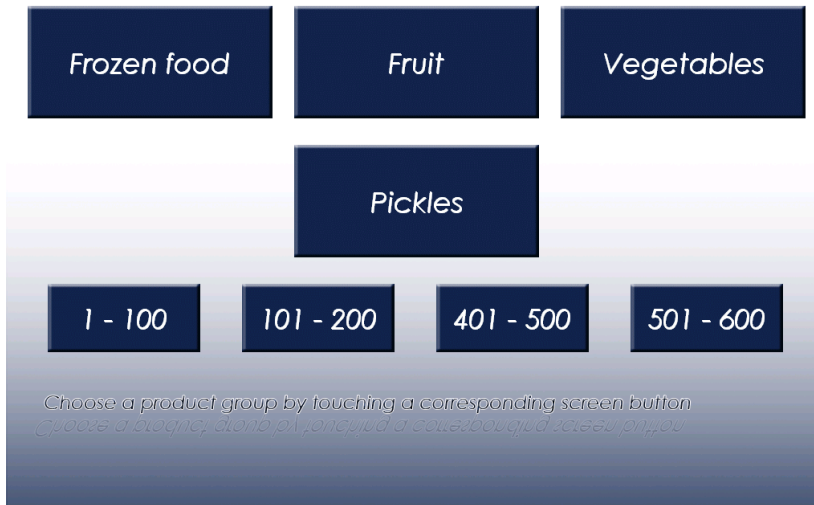 Frozen food
Fruit
Vegetables
Pickles
1 - 100
101 - 200
401 - 500
501 - 600
Choose a product group by touching a corresponding screen button